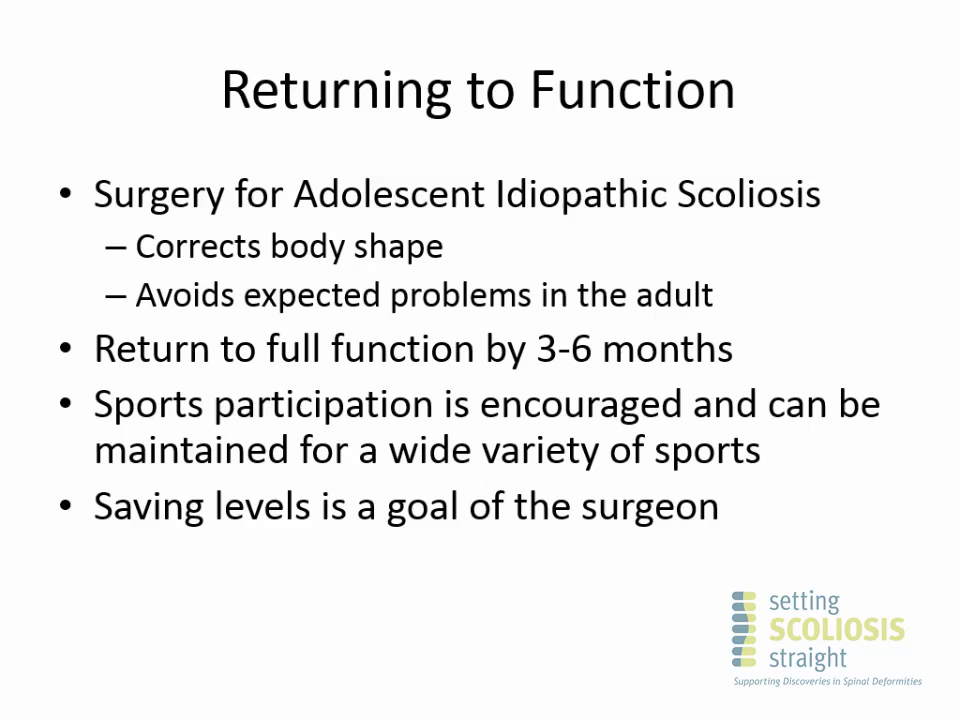 Returning to Function
• Surgery for Adolescent Idiopathic Scoliosis
– Corrects body shape
– Avoids expected problems in the adult
• Return to full function by 3-6 months
• Sports participation is encouraged and can be
maintained for a wide variety of sports
• Saving levels is a goal of the surgeon
setting
SCOLIOSIS
straight
Supporting Discoveries in Spinal Deformities